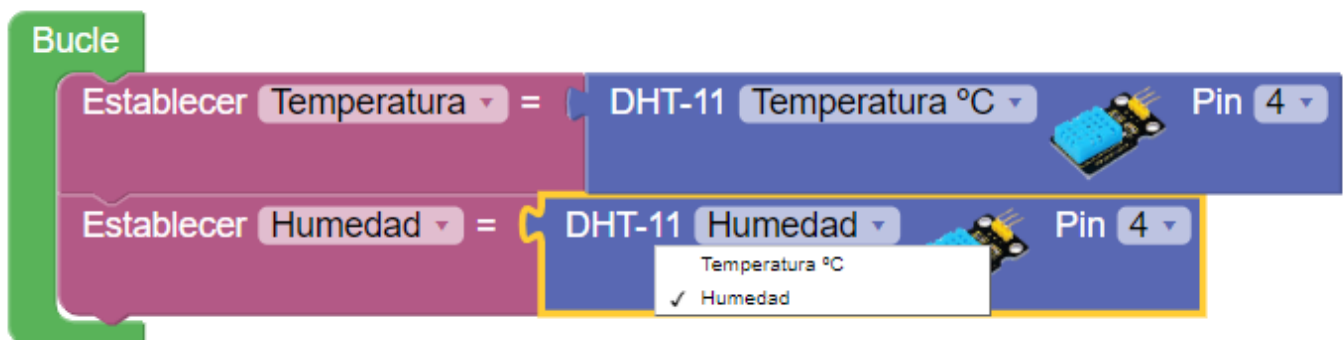 Bucle
Establecer Temperatura = DHT-11 Temperatura ºC Pin 4
Establecer Humedad = DHT-11 Humedad Pin 4
Temperatura ºC
✓ Humedad